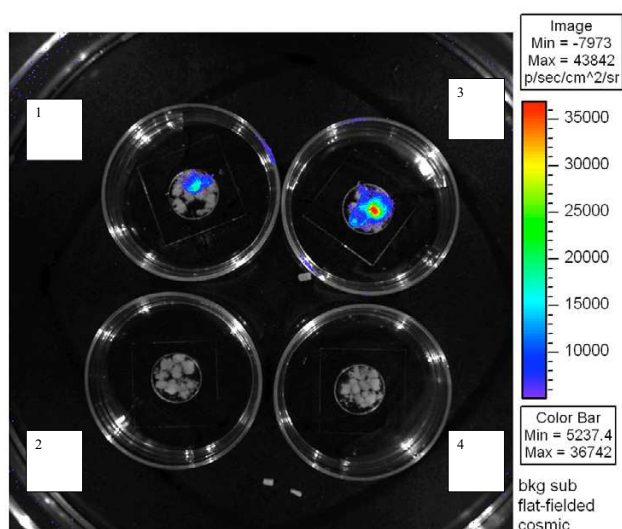 Image
Min = -7973
Max = 43842
p/sec/cm^2/sr
1
3
35000
30000
25000
20000
15000
10000
2
4
Color Bar
Min = 5237.4
Max = 36742
bkg sub
flat-fielded
cosmic